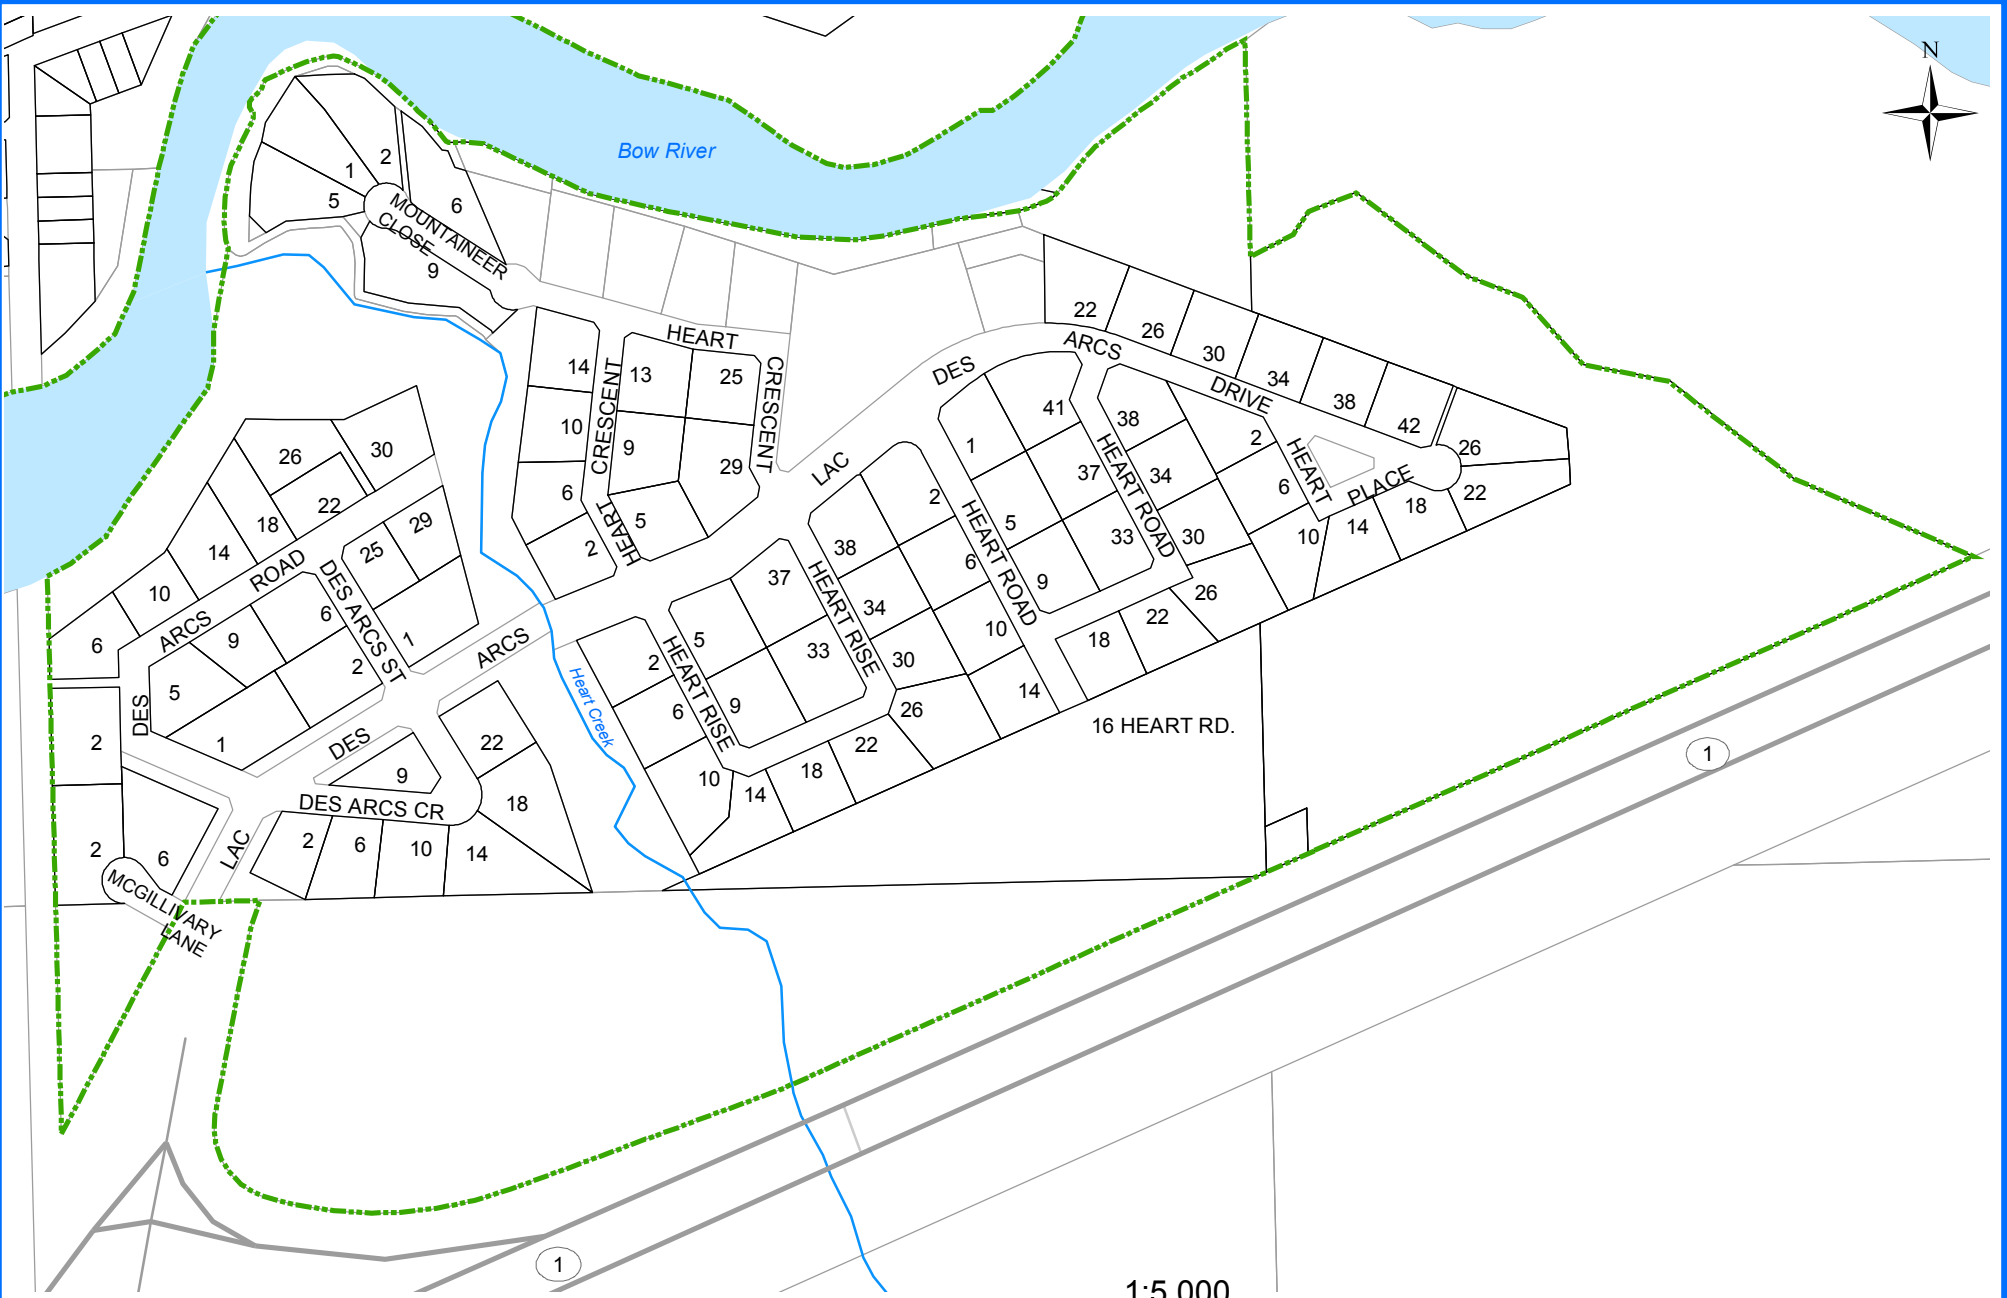 N
Bow River
1
2
5
6
MOUNTAINEER
CLOSE
9
HEART
CRESCENT
14
13
25
CRESCENT
10
9
29
6
5
HEART
2
22
26
30
34
38
42
DES
ARCS
DRIVE
LAC
26
22
HEART
PLACE
2
6
10
14
18
41
38
1
37
34
HEART ROAD
5
33
30
9
26
22
18
2
HEART ROAD
6
10
14
38
34
30
26
22
18
14
37
HEART RISE
5
33
9
2
HEART RISE
6
10
16 HEART RD.
26
30
22
18
14
10
6
ROAD
ARCS
DES
29
25
1
DES ARCS ST
6
9
2
5
1
ARCS
DES
LAC
Heart Creek
22
9
DES ARCS CR
18
2
6
10
14
2
2
6
MCGILLIVARY
LANE
1
1
1:5,000